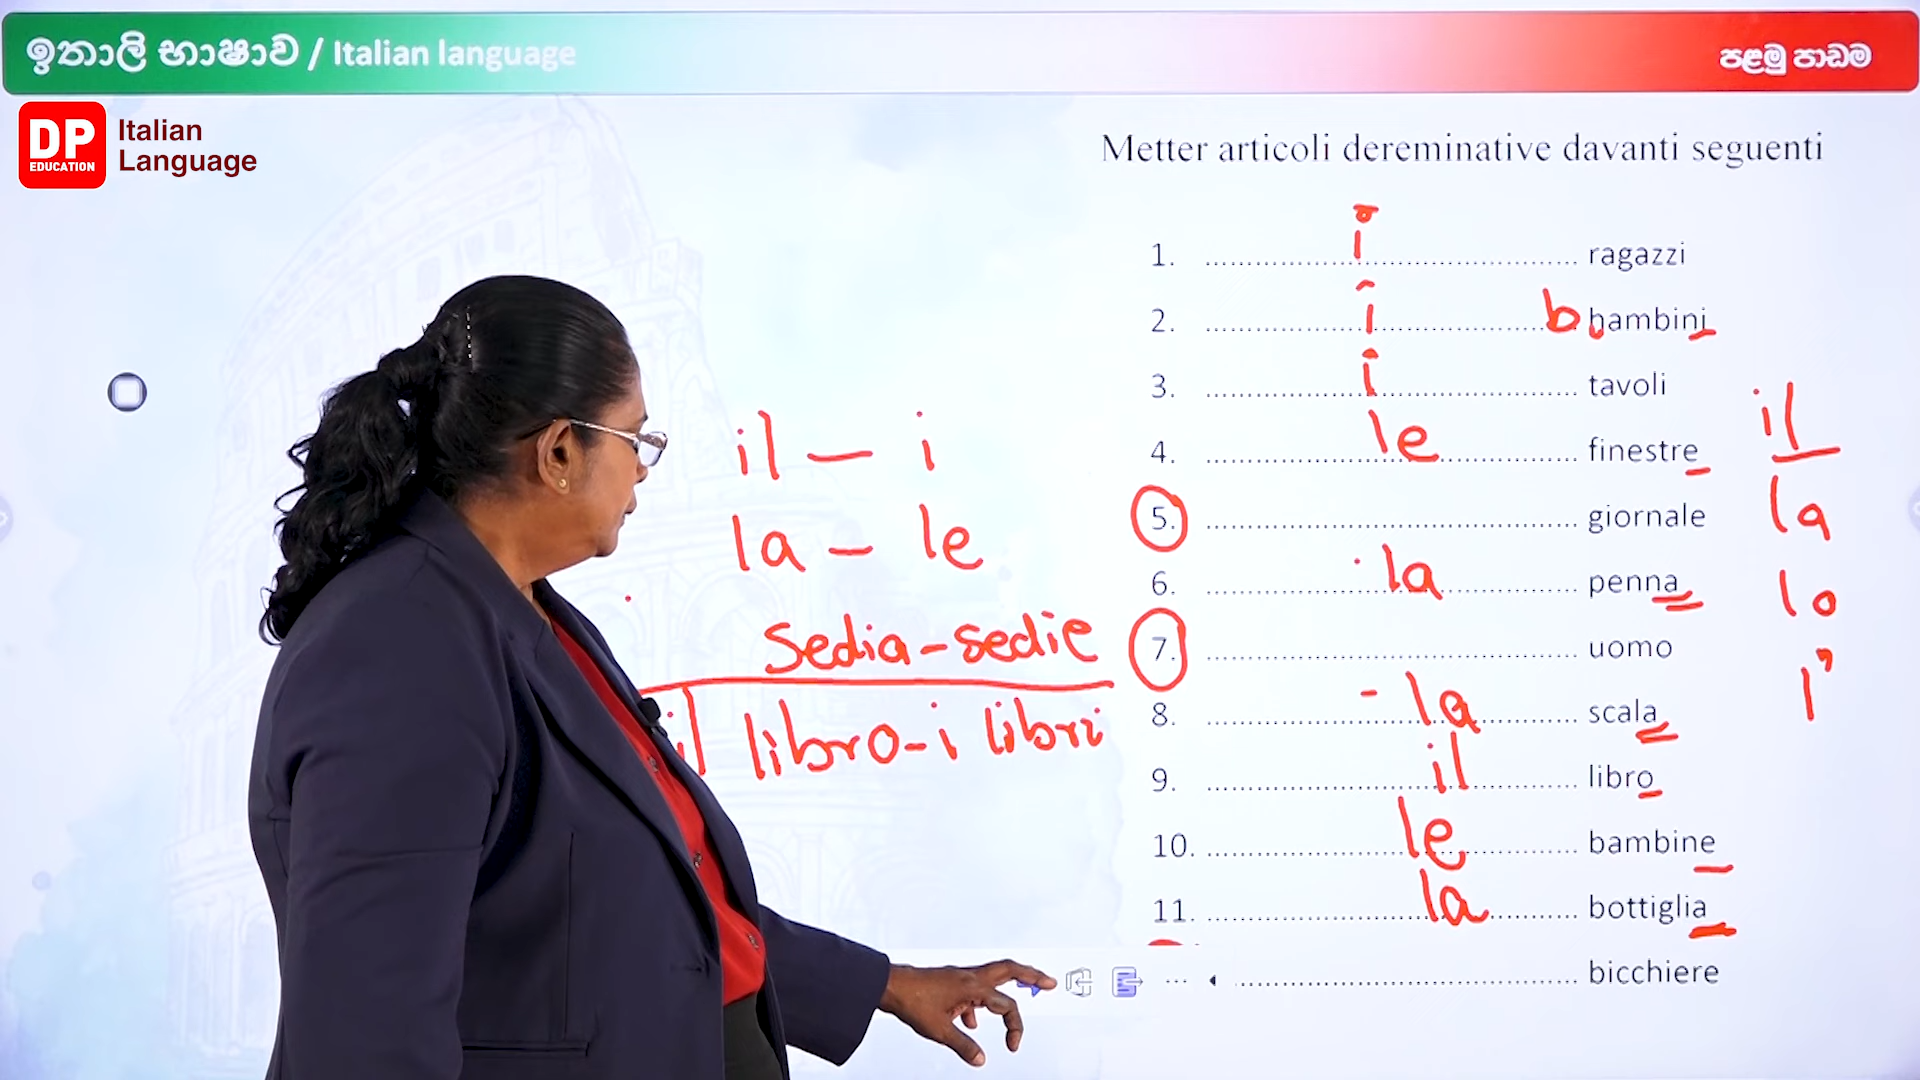 ඉතාලි භාෂාව / Italian language
පළමු පාඩම
DP
EDUCATION
Italian
Language
Metter articoli dereminative davanti seguenti
1. i ragazzi
2. i b bambini
3. i tavoli
4. le finestre
5. giornale
6. la penna
7. uomo
8. la scala
9. il libro
10. le bambine
11. la bottiglia
bicchiere
il – i
la – le
sedia – sedie
il libro – i libri
il
la
lo
l'